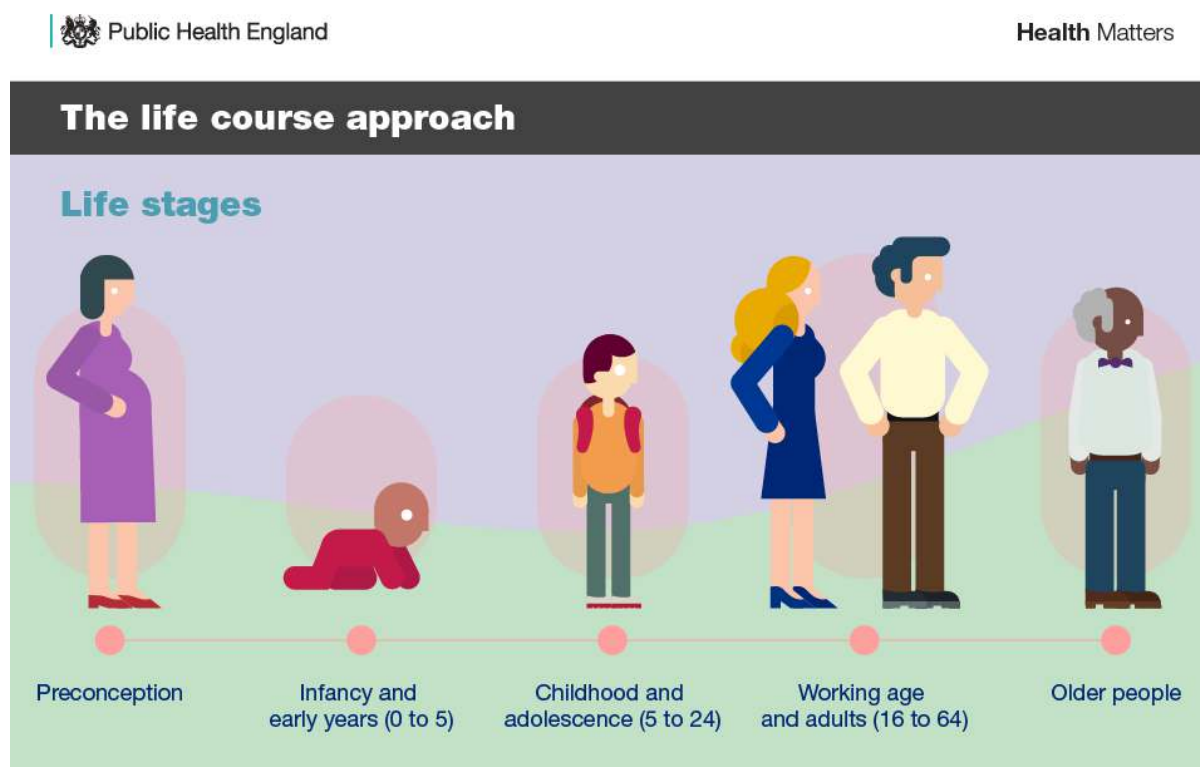 Public Health England
Health Matters
The life course approach
Life stages
Preconception
Infancy and
early years (0 to 5)
Childhood and
adolescence (5 to 24)
Working age
and adults (16 to 64)
Older people